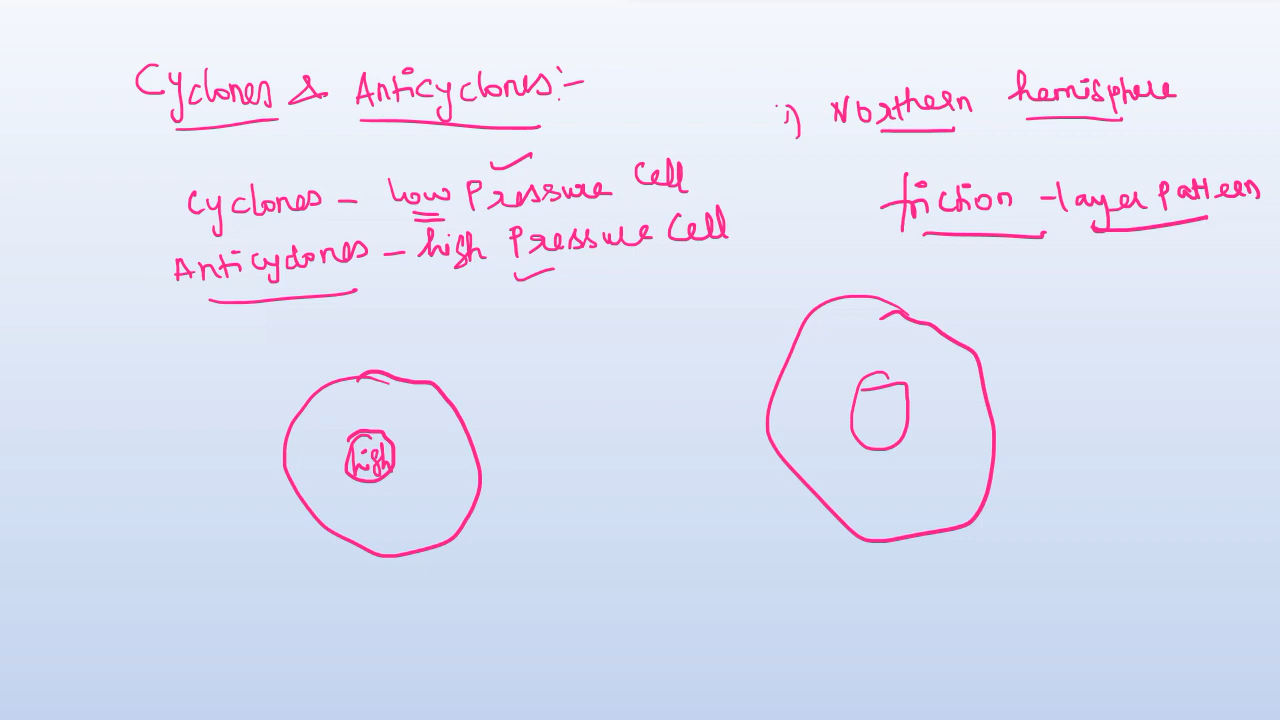 Cyclones & Anticyclones:-
Cyclones - low Pressure Cell
Anticyclones - high Pressure Cell
i) Northern hemisphere
friction - layer Pattern
high